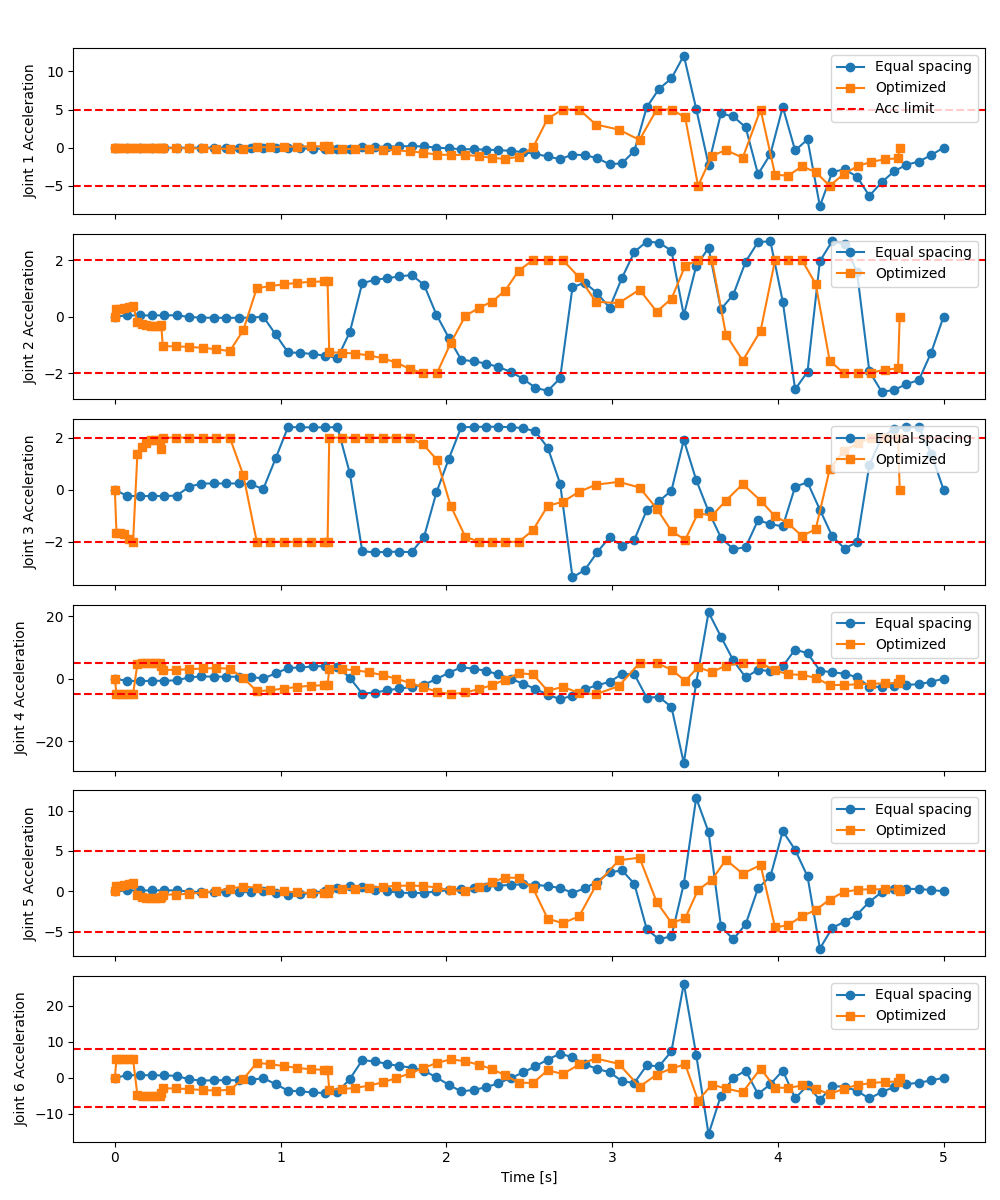 Joint 1 Acceleration
10
5
0
−5
Equal spacing
Optimized
Acc limit
Joint 2 Acceleration
2
0
−2
Equal spacing
Optimized
Joint 3 Acceleration
2
0
−2
Equal spacing
Optimized
Joint 4 Acceleration
20
0
−20
Equal spacing
Optimized
Joint 5 Acceleration
10
5
0
−5
Equal spacing
Optimized
Joint 6 Acceleration
20
10
0
−10
Equal spacing
Optimized
0 1 2 3 4 5
Time [s]